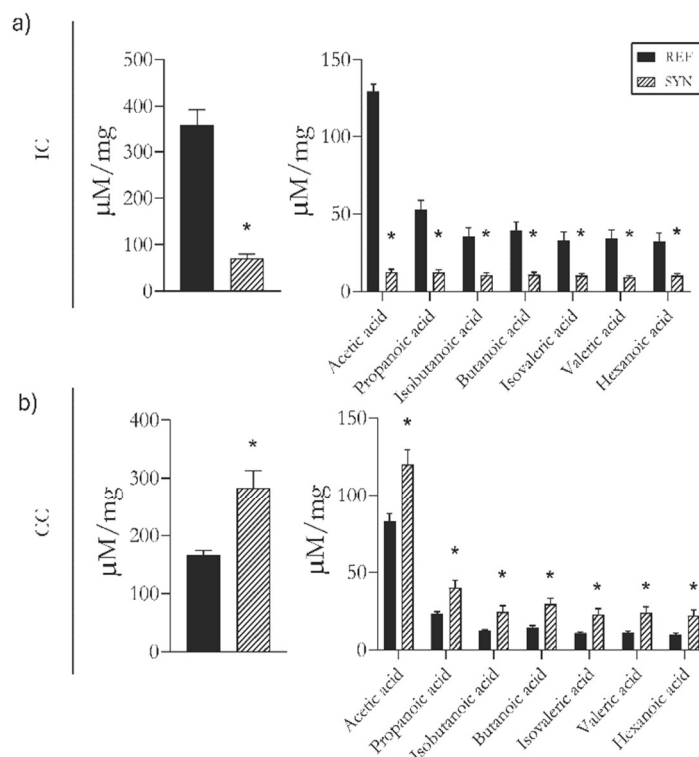 a)
IC
µM/mg
500
400
300
200
100
0
*
µM/mg
150
100
50
0
* * * * * * *
REF
SYN
Acetic acid
Propanoic acid
Isobutanoic acid
Butanoic acid
Isovaleric acid
Valeric acid
Hexanoic acid
b)
CC
µM/mg
400
300
200
100
0
*
µM/mg
150
100
50
0
* * * * * * *
Acetic acid
Propanoic acid
Isobutanoic acid
Butanoic acid
Isovaleric acid
Valeric acid
Hexanoic acid